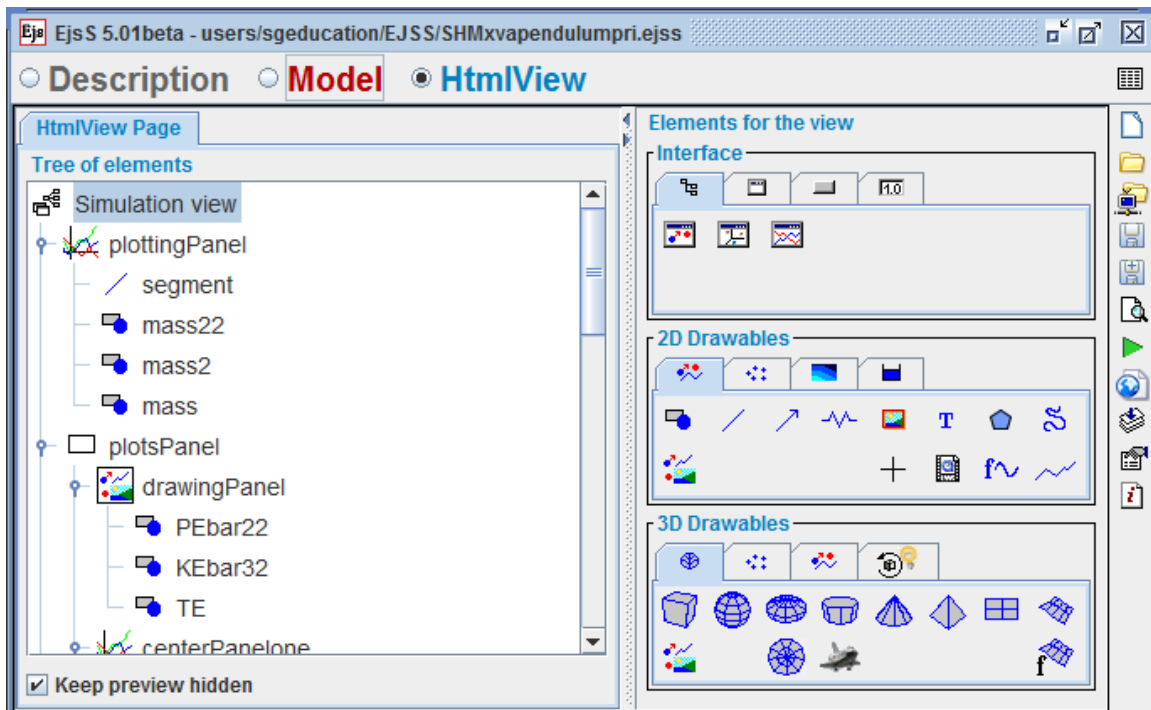 Ejs EjsS 5.01beta - users/sgeducation/EJSS/SHMxvapendulumpri.ejss
Description Model HtmlView
HtmlView Page
Tree of elements
Simulation view
plottingPanel
segment
mass22
mass2
mass
plotsPanel
drawingPanel
PEbar22
KEbar32
TE
centerPanelone
Keep preview hidden
Elements for the view
Interface
1.0
2D Drawables
T
f
3D Drawables
f
i